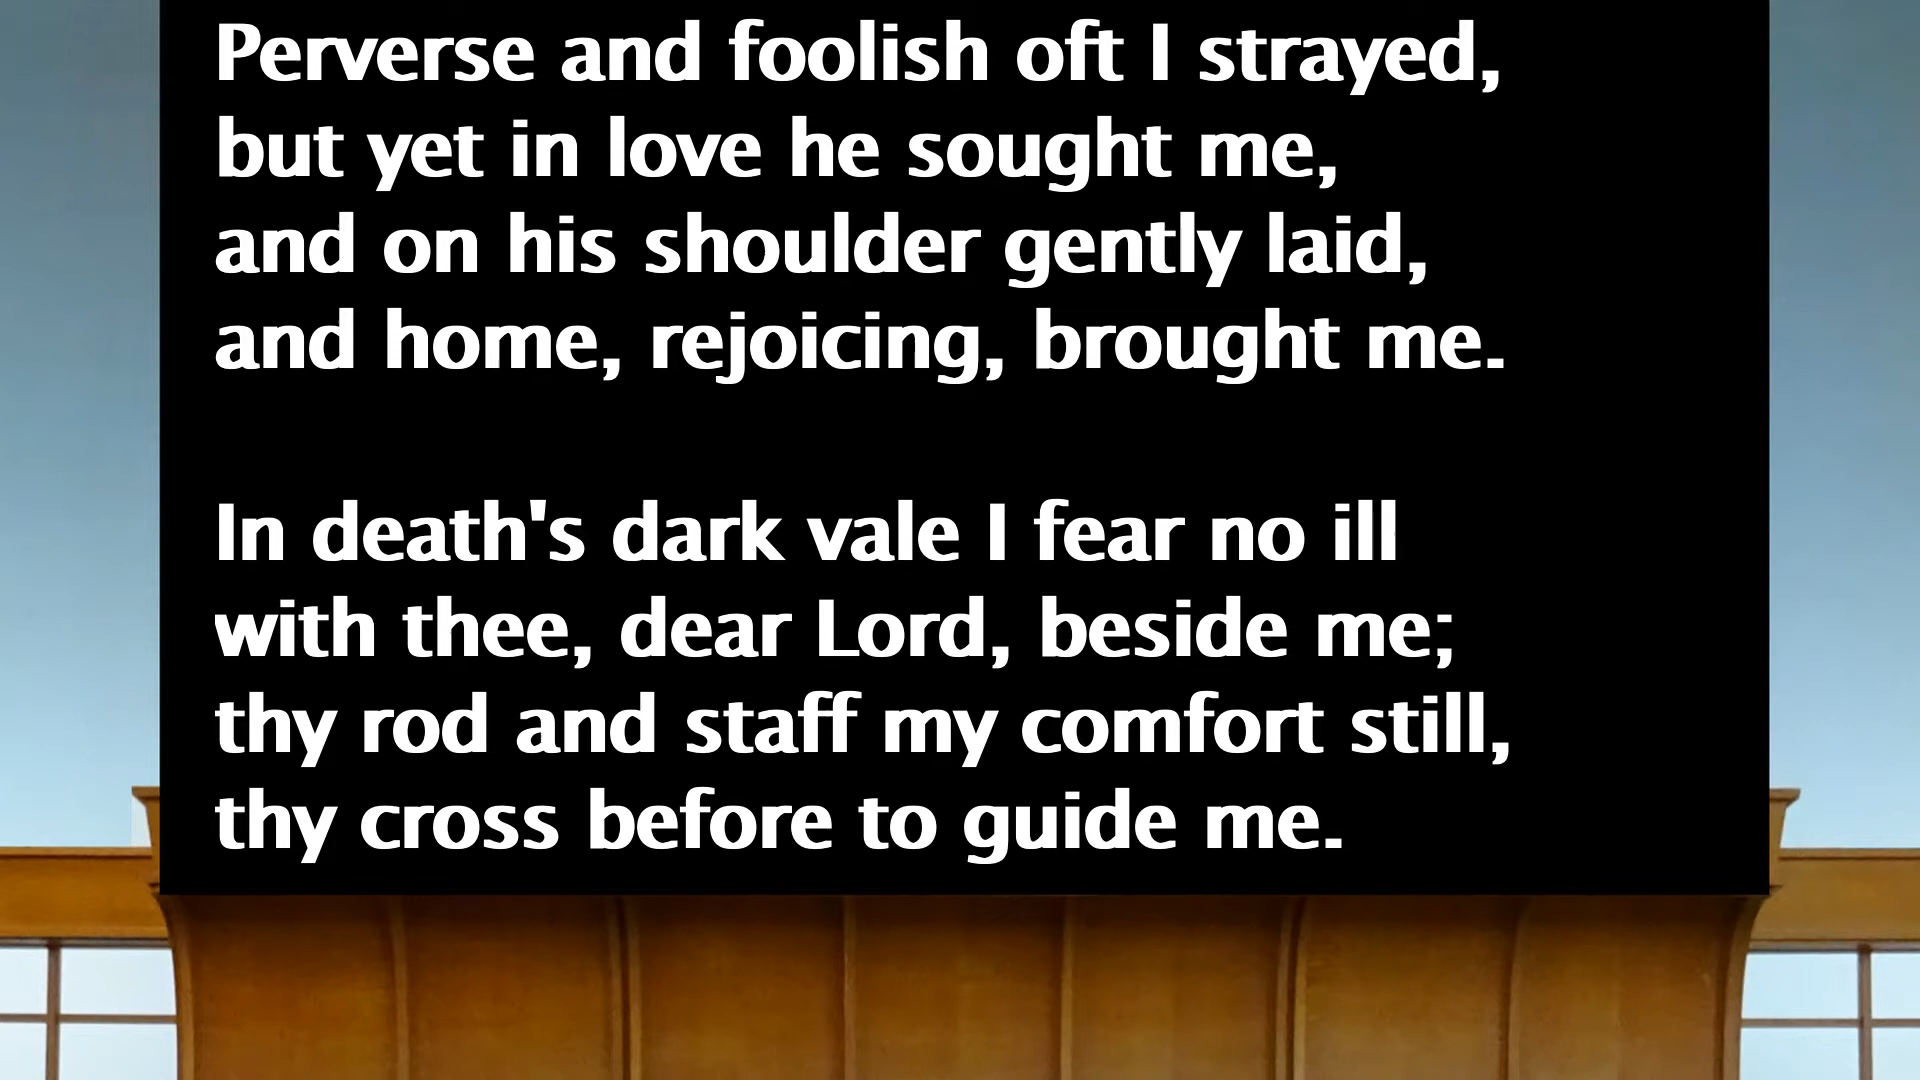 Perverse and foolish oft I strayed,
but yet in love he sought me,
and on his shoulder gently laid,
and home, rejoicing, brought me.
In death's dark vale I fear no ill
with thee, dear Lord, beside me;
thy rod and staff my comfort still,
thy cross before to guide me.